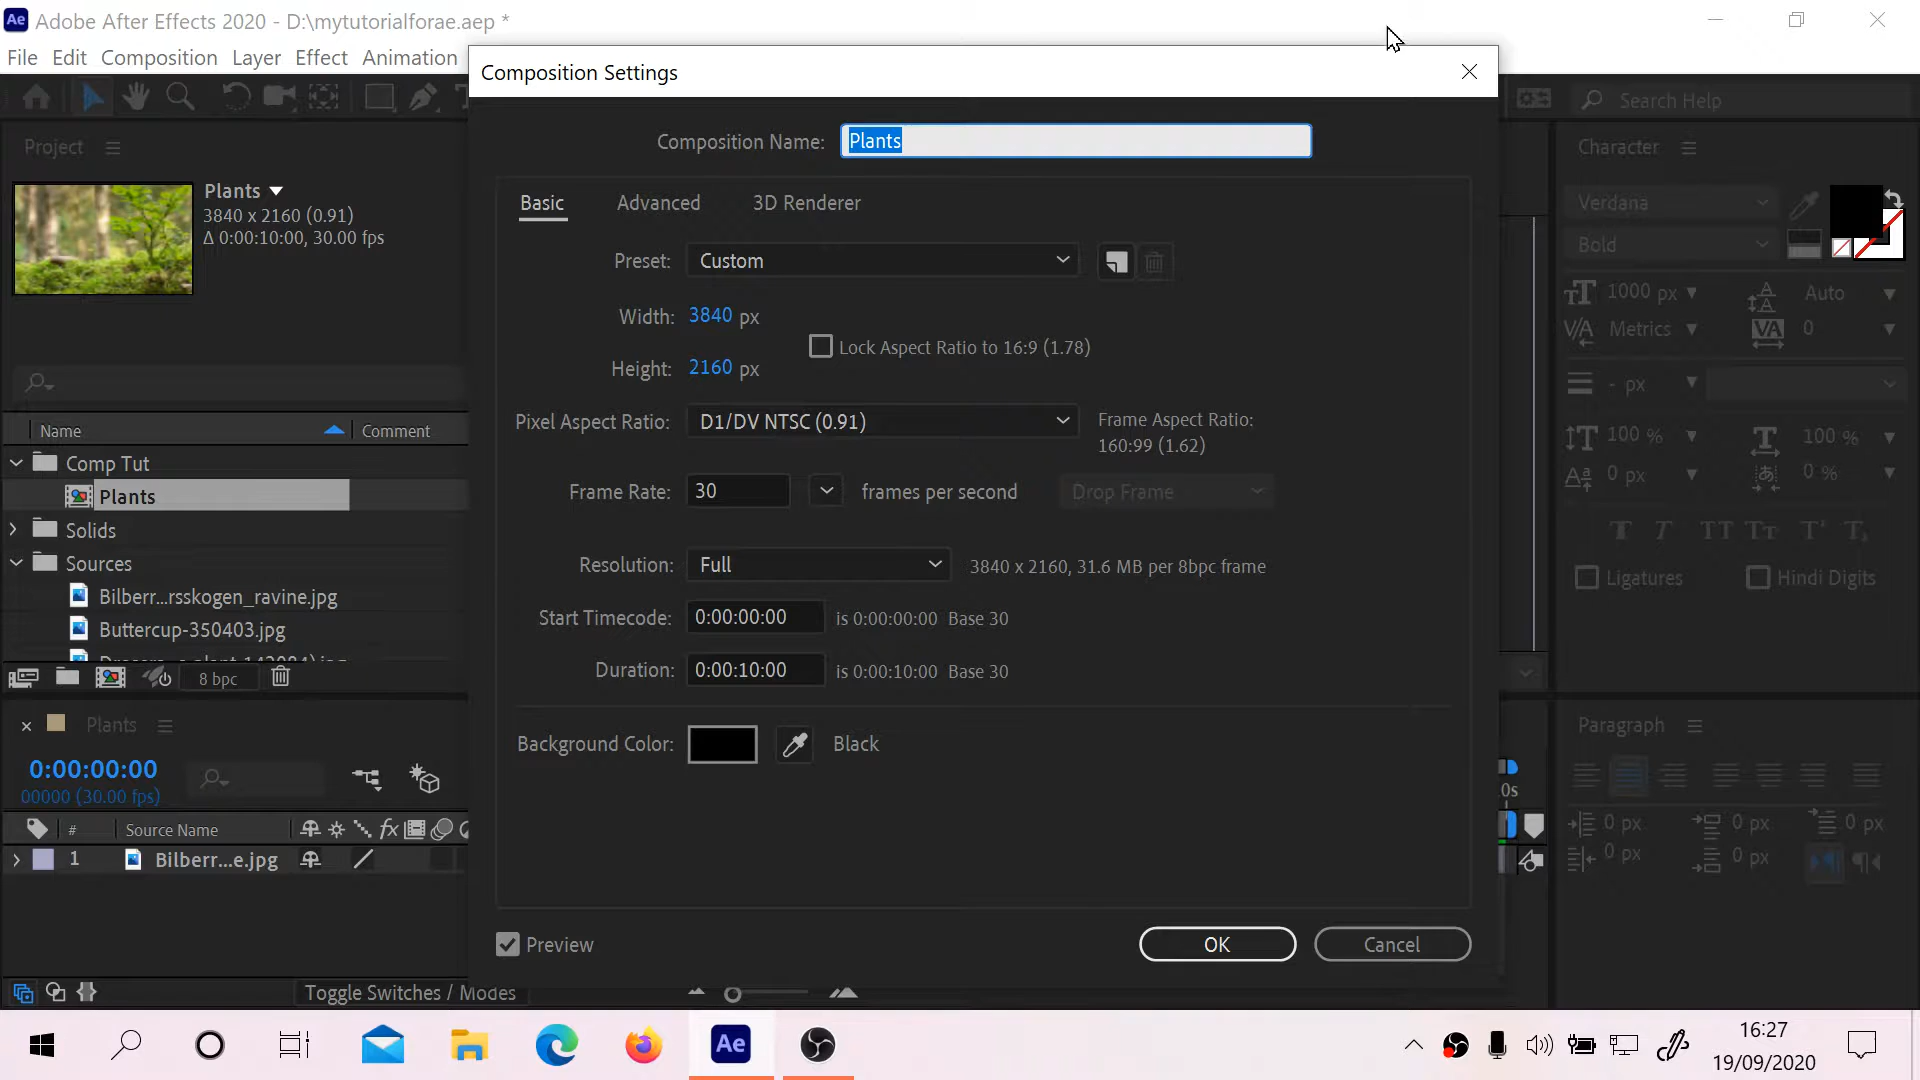 Ae Adobe After Effects 2020 - D:\mytutorialforae.aep *
File Edit Composition Layer Effect Animation
Composition Settings
Search Help
Composition Name: Plants
Project
Plants
3840 x 2160 (0.91)
Δ 0:00:10:00, 30.00 fps
Basic Advanced 3D Renderer
Preset: Custom
Width: 3840 px
Lock Aspect Ratio to 16:9 (1.78)
Height: 2160 px
Pixel Aspect Ratio: D1/DV NTSC (0.91)
Frame Aspect Ratio:
160:99 (1.62)
Frame Rate: 30 frames per second Drop Frame
Resolution: Full 3840 x 2160, 31.6 MB per 8bpc frame
Start Timecode: 0:00:00:00 is 0:00:00:00 Base 30
Duration: 0:00:10:00 is 0:00:10:00 Base 30
Background Color: Black
Preview
OK Cancel
Name Comment
Comp Tut
Plants
Solids
Sources
Bilberr...rsskogen_ravine.jpg
Buttercup-350403.jpg
8 bpc
Plants
0:00:00:00
00000 (30.00 fps)
# Source Name
fx
1 Bilberr...e.jpg
Toggle Switches / Modes
0s
Character
Verdana
Bold
1000 px Auto
Metrics 0
- px
100 % 100 %
0 px 0 %
Ligatures Hindi Digits
Paragraph
0 px 0 px 0 px
0 px 0 px
Ae
16:27
19/09/2020